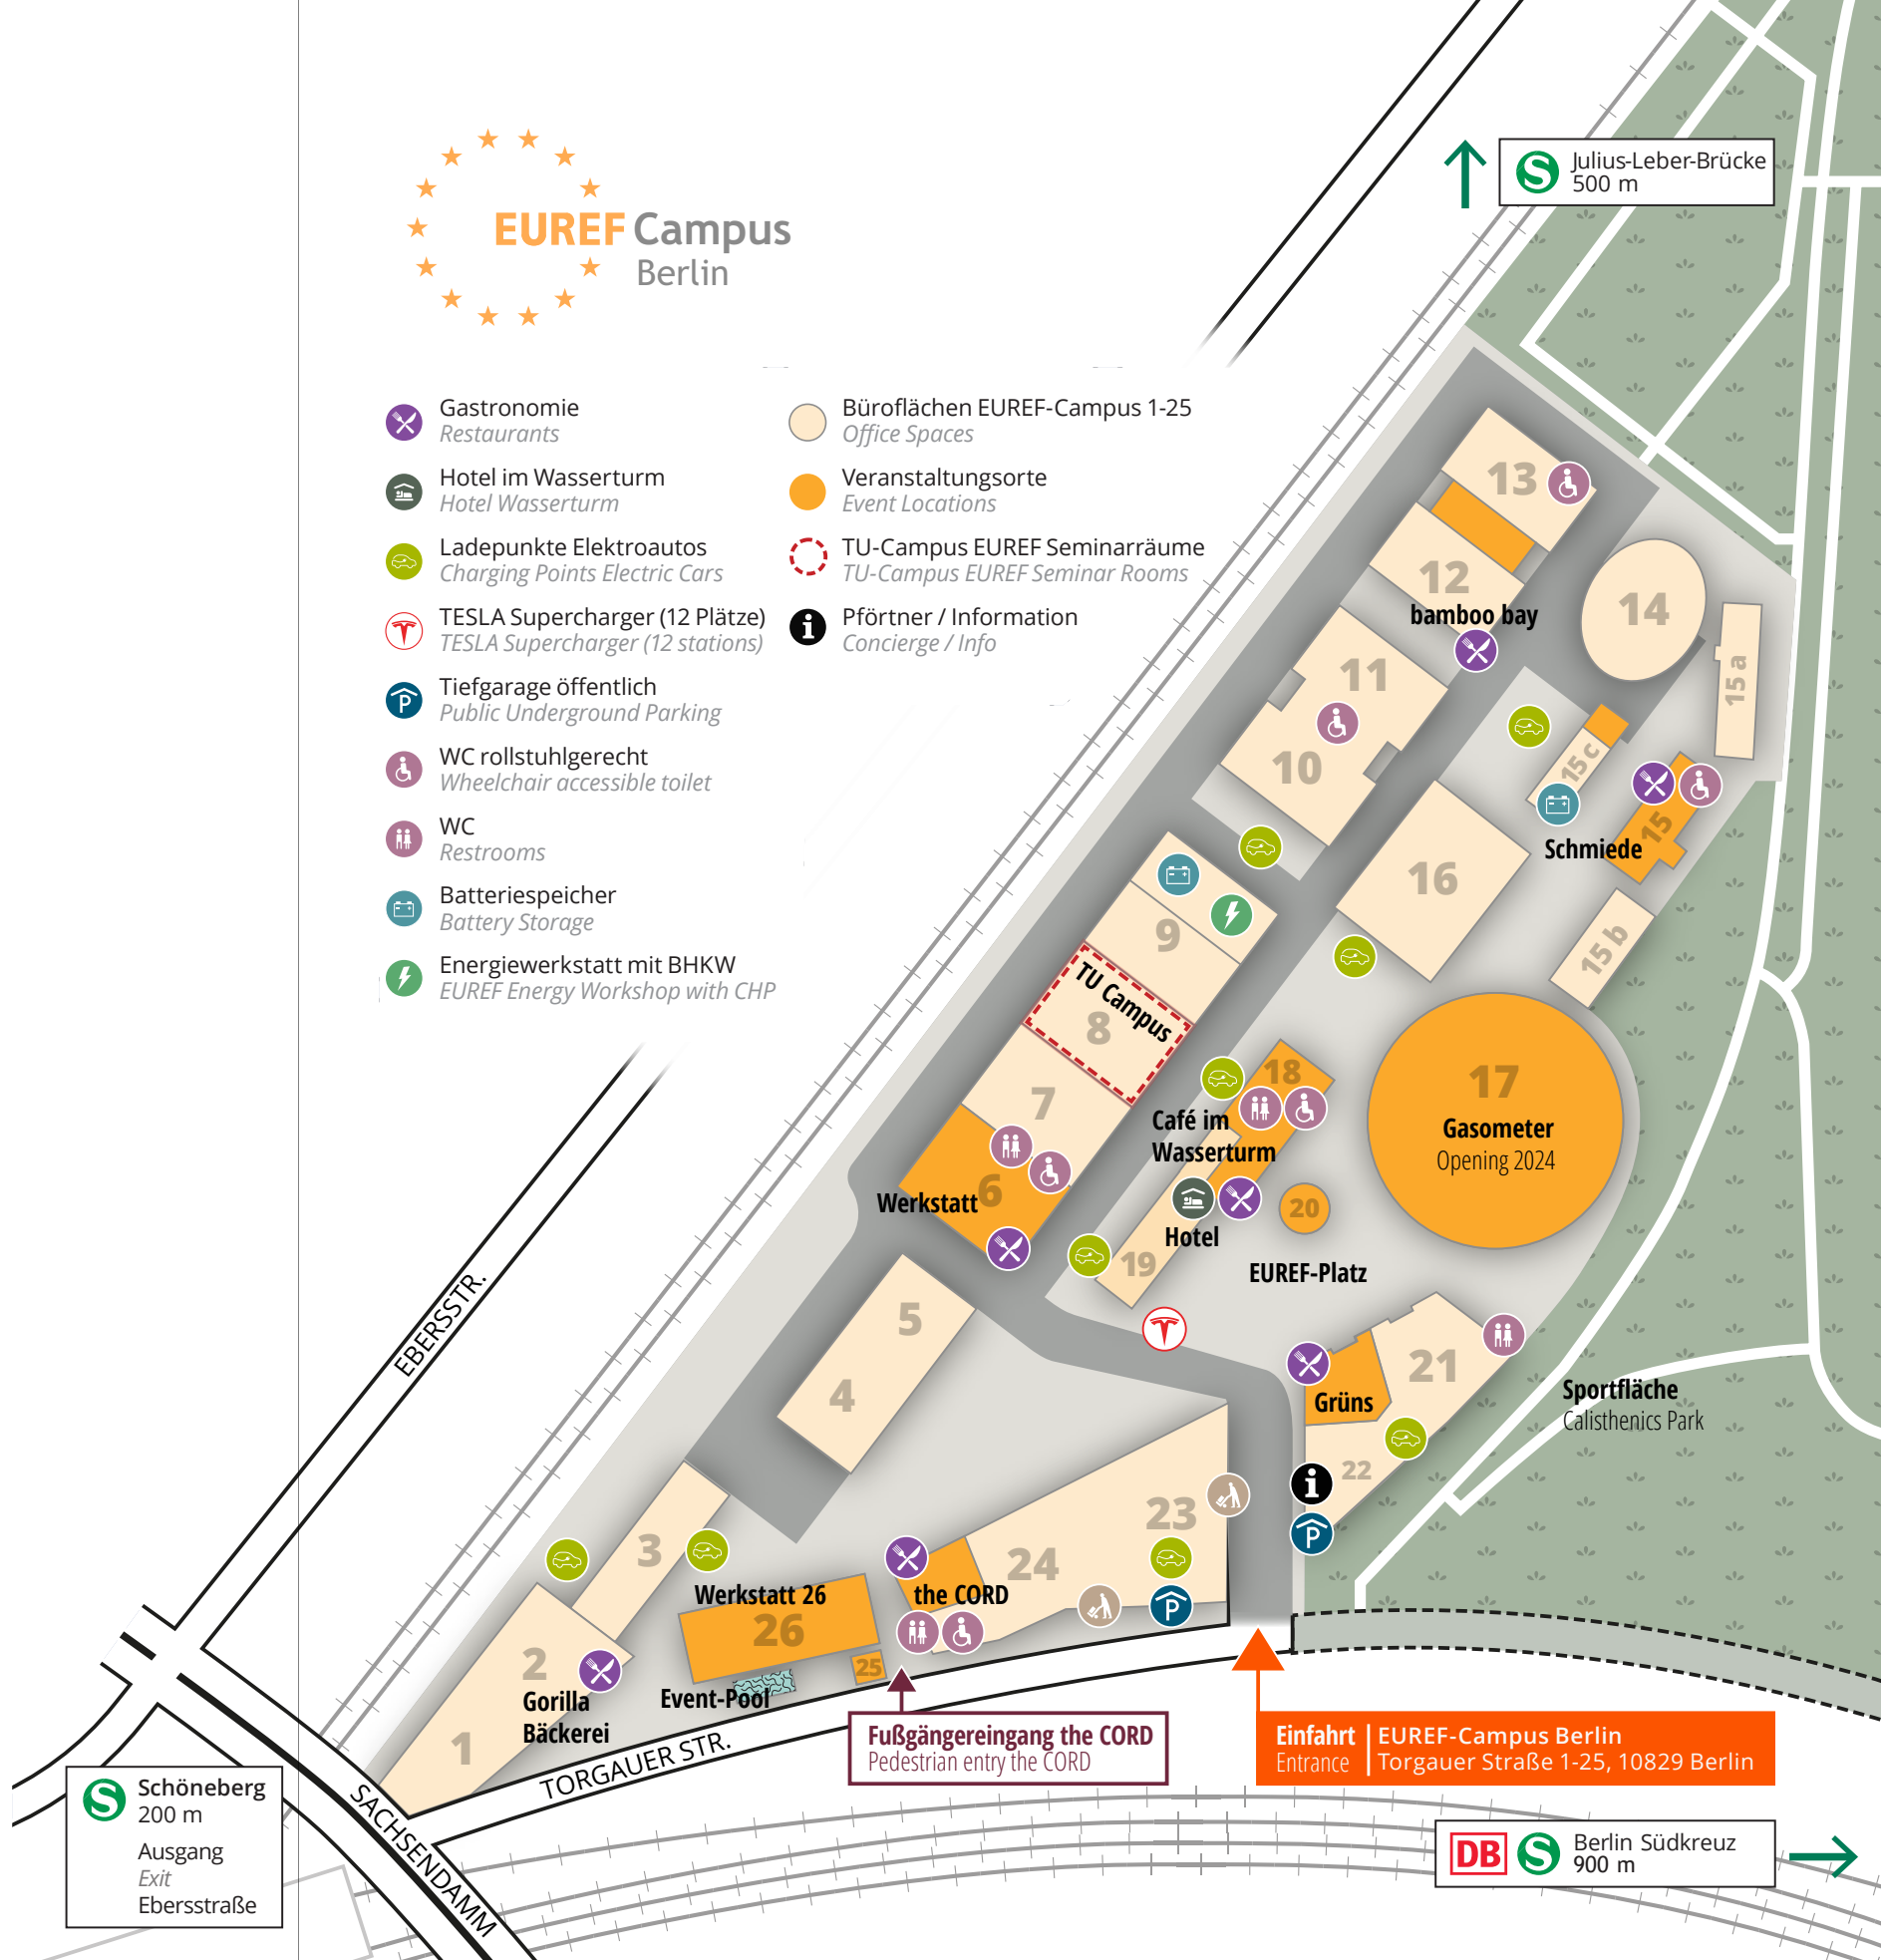 EUREF Campus
Berlin
Gastronomie
Restaurants
Hotel im Wasserturm
Hotel Wasserturm
Ladepunkte Elektroautos
Charging Points Electric Cars
TESLA Supercharger (12 Plätze)
TESLA Supercharger (12 stations)
P
Tiefgarage öffentlich
Public Underground Parking
WC rollstuhlgerecht
Wheelchair accessible toilet
WC
Restrooms
Batteriespeicher
Battery Storage
Energiewerkstatt mit BHKW
EUREF Energy Workshop with CHP
Büroflächen EUREF-Campus 1-25
Office Spaces
Veranstaltungsorte
Event Locations
TU-Campus EUREF Seminarräume
TU-Campus EUREF Seminar Rooms
i
Pförtner / Information
Concierge / Info
S
Julius-Leber-Brücke
500 m
13
12
bamboo bay
14
15 a
11
10
15 c
15
Schmiede
16
15 b
9
TU Campus
8
7
6
Werkstatt
18
Café im
Wasserturm
Hotel
19
20
17
Gasometer
Opening 2024
EUREF-Platz
5
4
21
Grüns
22
i
P
Sportfläche
Calisthenics Park
3
23
24
P
the CORD
Werkstatt 26
26
25
Event-Pool
2
Gorilla
Bäckerei
1
EBERSSTR.
TORGAUER STR.
SACHSENDAMM
Fußgängereingang the CORD
Pedestrian entry the CORD
Einfahrt
Entrance
EUREF-Campus Berlin
Torgauer Straße 1-25, 10829 Berlin
S
Schöneberg
200 m
Ausgang
Exit
Ebersstraße
DB
S
Berlin Südkreuz
900 m